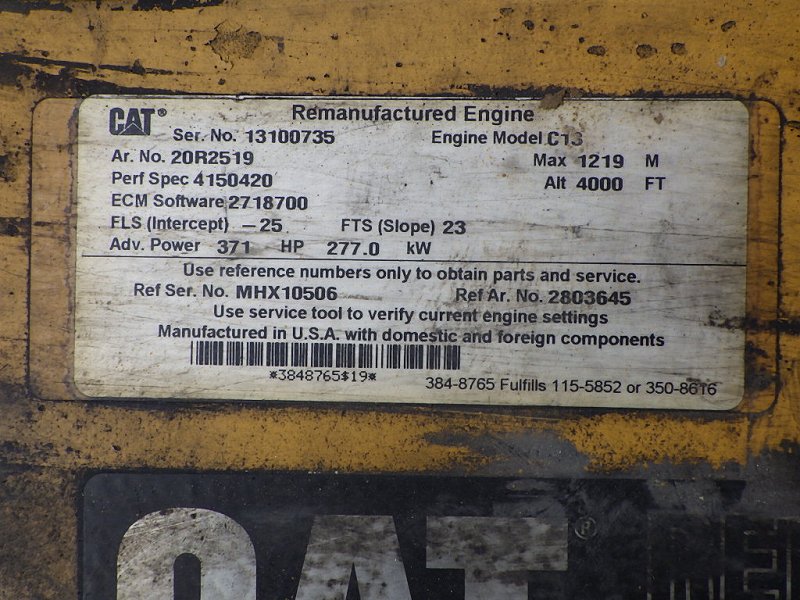 CAT® Remanufactured Engine
Ser. No. 13100735 Engine Model C13
Ar. No. 20R2519 Max 1219 M
Perf Spec 4150420 Alt 4000 FT
ECM Software 2718700
FLS (Intercept) -25 FTS (Slope) 23
Adv. Power 371 HP 277.0 kW
Use reference numbers only to obtain parts and service.
Ref Ser. No. MHX10506 Ref Ar. No. 2803645
Use service tool to verify current engine settings
Manufactured in U.S.A. with domestic and foreign components
*3848765$19*
384-8765 Fulfills 115-5852 or 350-8616
CAT®